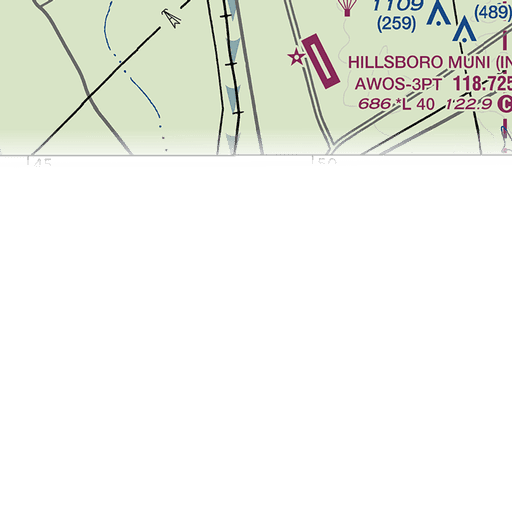 1109
(259)
(489)
HILLSBORO MUNI (IN
AWOS-3PT 118.725
686 *L 40 122.9 C
45
50